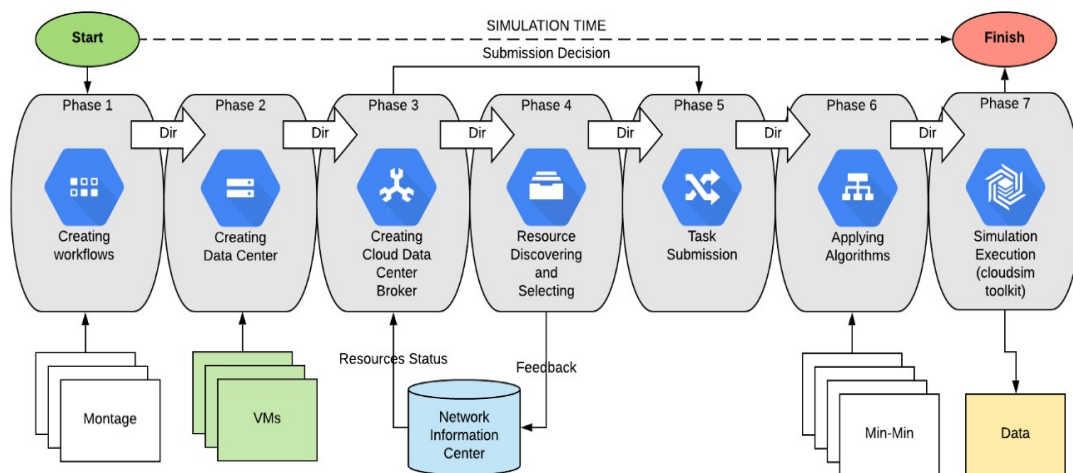 Start
SIMULATION TIME
Finish
Submission Decision
Phase 1
Phase 2
Phase 3
Phase 4
Phase 5
Phase 6
Phase 7
Dir
Dir
Dir
Dir
Dir
Dir
Creating
workflows
Creating
Data Center
Creating
Cloud Data
Center
Broker
Resource
Discovering
and
Selecting
Task
Submission
Applying
Algorithms
Simulation
Execution
(cloudsim
toolkit)
Resources Status
Feedback
Montage
VMs
Network
Information
Center
Min-Min
Data